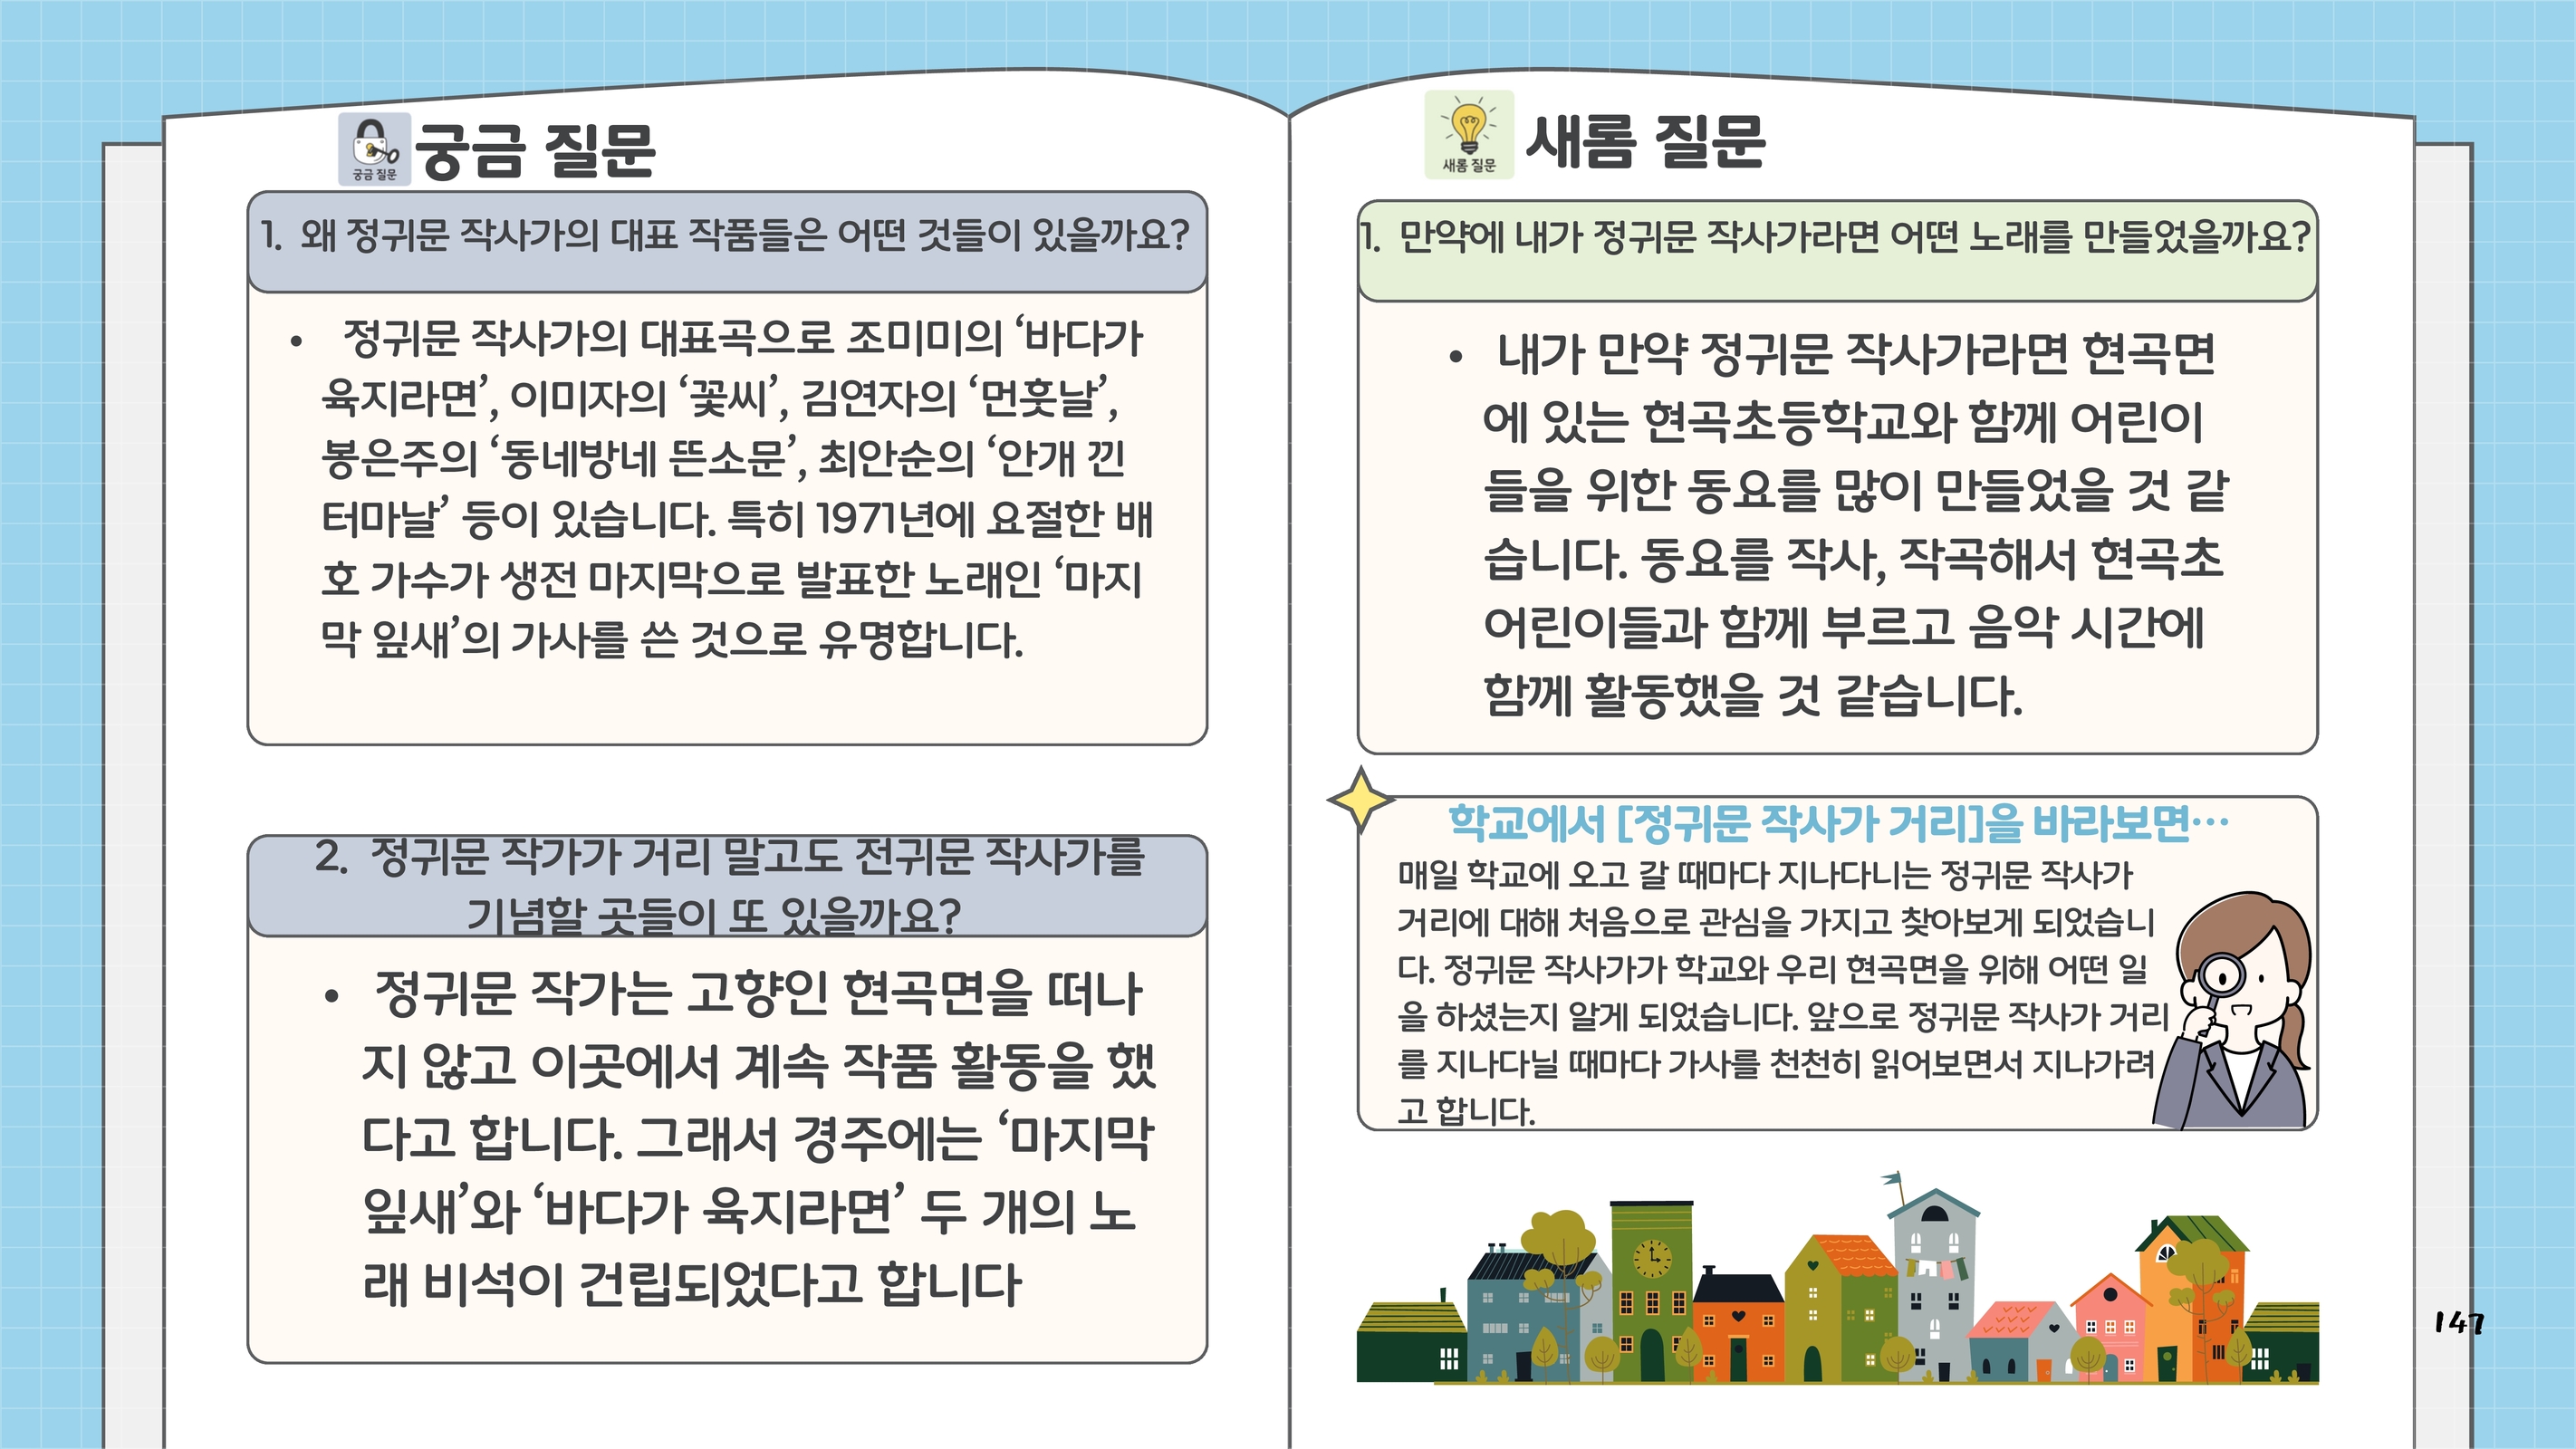 궁금 질문
궁금 질문
1. 왜 정귀문 작사가의 대표 작품들은 어떤 것들이 있을까요?
• 정귀문 작사가의 대표곡으로 조미미의 ‘바다가
육지라면’, 이미자의 ‘꽃씨’, 김연자의 ‘먼훗날’,
봉은주의 ‘동네방네 뜬소문’, 최안순의 ‘안개 낀
터마날’ 등이 있습니다. 특히 1971년에 요절한 배
호 가수가 생전 마지막으로 발표한 노래인 ‘마지
막 잎새’의 가사를 쓴 것으로 유명합니다.
2. 정귀문 작가가 거리 말고도 전귀문 작사가를
기념할 곳들이 또 있을까요?
• 정귀문 작가는 고향인 현곡면을 떠나
지 않고 이곳에서 계속 작품 활동을 했
다고 합니다. 그래서 경주에는 ‘마지막
잎새’와 ‘바다가 육지라면’ 두 개의 노
래 비석이 건립되었다고 합니다
새롬 질문
새롬 질문
1. 만약에 내가 정귀문 작사가라면 어떤 노래를 만들었을까요?
• 내가 만약 정귀문 작사가라면 현곡면
에 있는 현곡초등학교와 함께 어린이
들을 위한 동요를 많이 만들었을 것 같
습니다. 동요를 작사, 작곡해서 현곡초
어린이들과 함께 부르고 음악 시간에
함께 활동했을 것 같습니다.
학교에서 [정귀문 작사가 거리]을 바라보면…
매일 학교에 오고 갈 때마다 지나다니는 정귀문 작사가
거리에 대해 처음으로 관심을 가지고 찾아보게 되었습니
다. 정귀문 작사가가 학교와 우리 현곡면을 위해 어떤 일
을 하셨는지 알게 되었습니다. 앞으로 정귀문 작사가 거리
를 지나다닐 때마다 가사를 천천히 읽어보면서 지나가려
고 합니다.
147